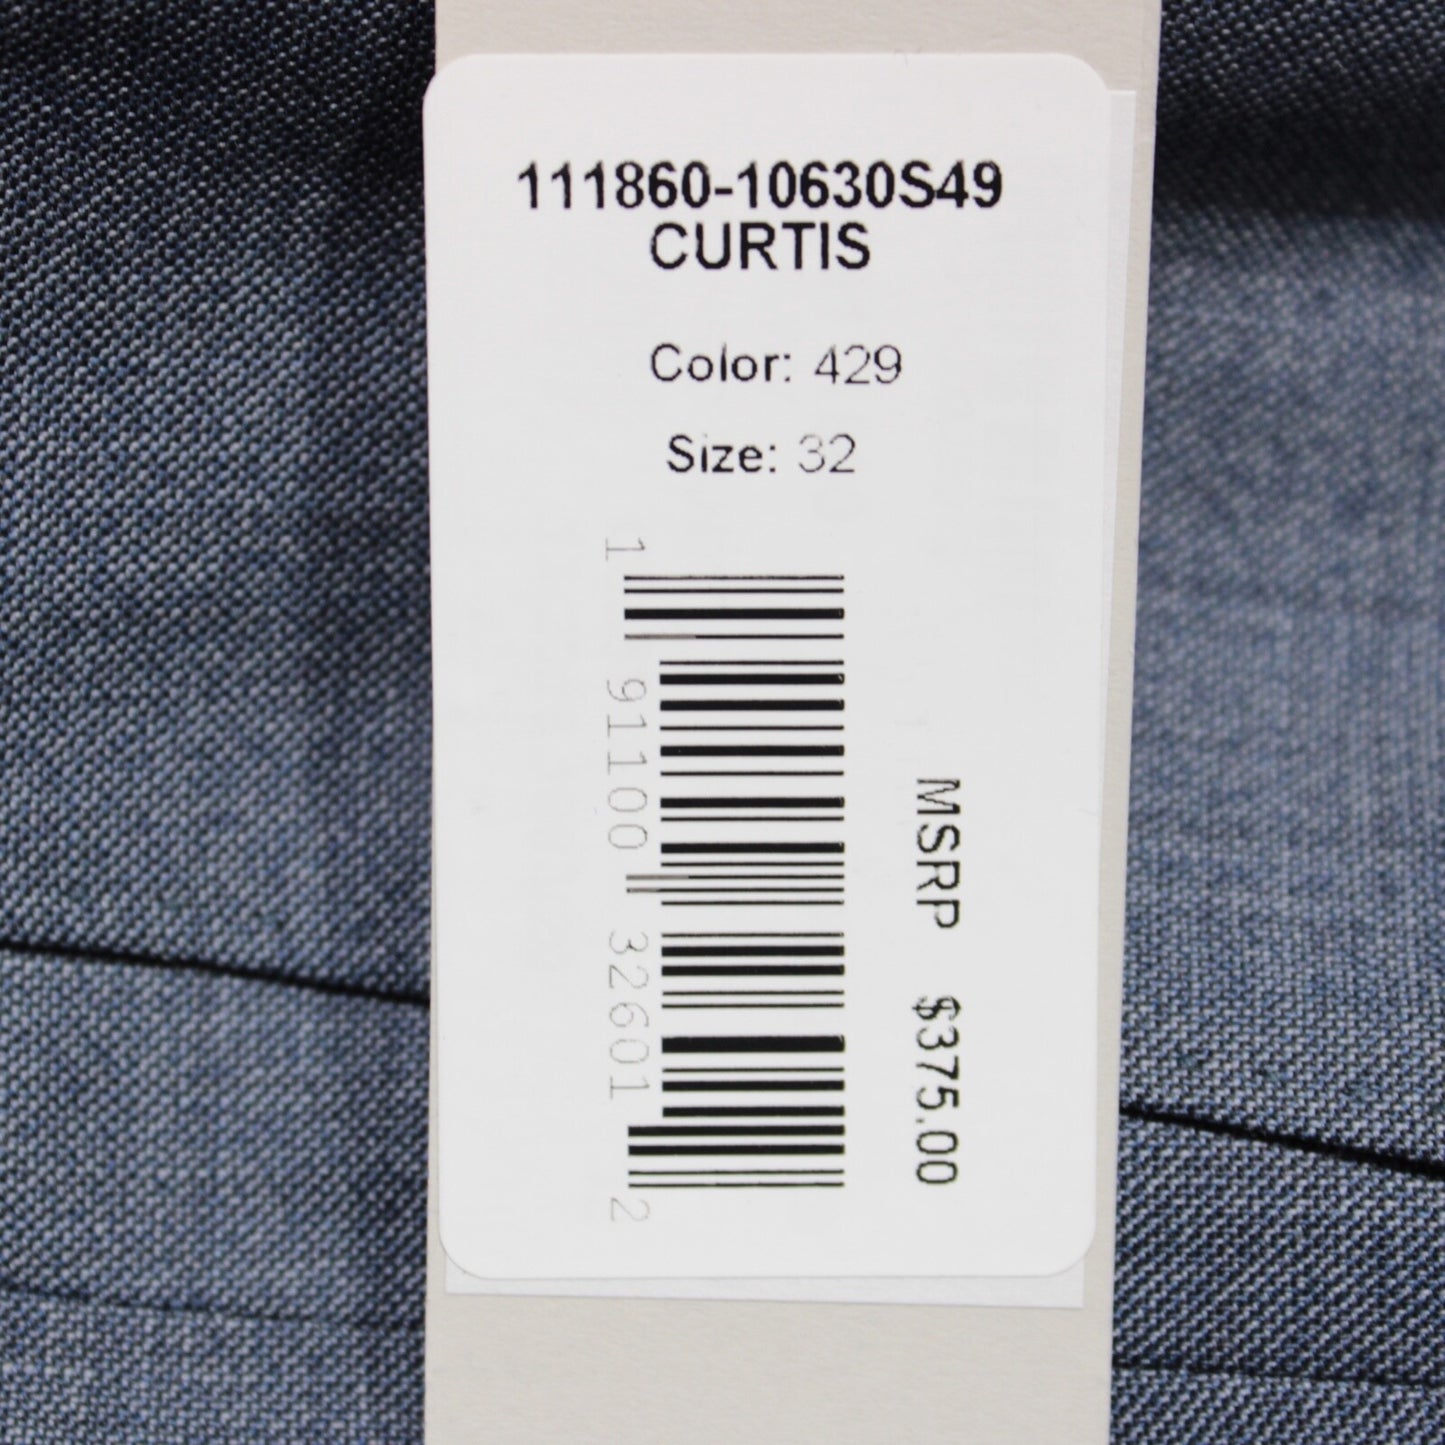 111860-10630S49
CURTIS
Color: 429
Size: 32
1 91100 32601 2
MSRP $375.00